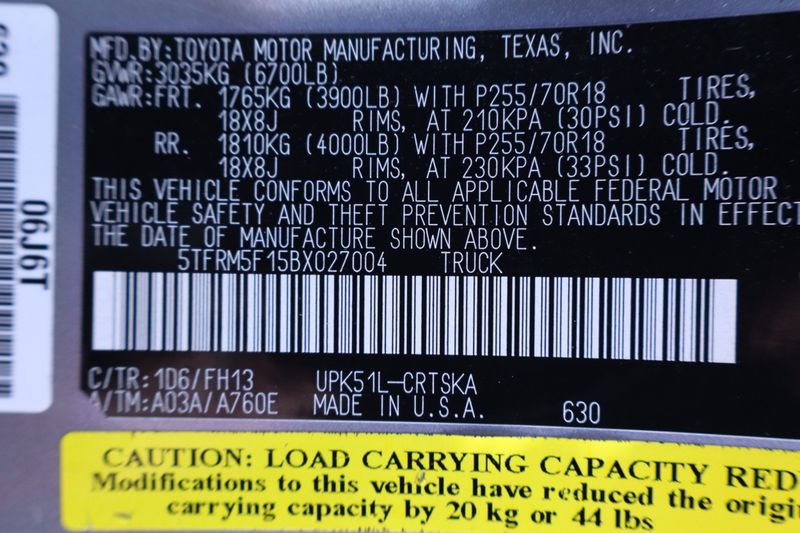 MFD.BY:TOYOTA MOTOR MANUFACTURING, TEXAS, INC.
GVWR:3035KG (6700LB)
GAWR:FRT. 1765KG (3900LB) WITH P255/70R18 TIRES,
18X8J RIMS, AT 210KPA (30PSI) COLD.
RR. 1810KG (4000LB) WITH P255/70R18 TIRES,
18X8J RIMS, AT 230KPA (33PSI) COLD.
THIS VEHICLE CONFORMS TO ALL APPLICABLE FEDERAL MOTOR
VEHICLE SAFETY AND THEFT PREVENTION STANDARDS IN EFFECT
THE DATE OF MANUFACTURE SHOWN ABOVE.
5TFRM5F15BX027004 TRUCK
C/TR:1D6/FH13 UPK51L-CRTSKA
A/TM:A03A/A760E MADE IN U.S.A. 630
CAUTION: LOAD CARRYING CAPACITY RED
Modifications to this vehicle have reduced the origi
carrying capacity by 20 kg or 44 lbs